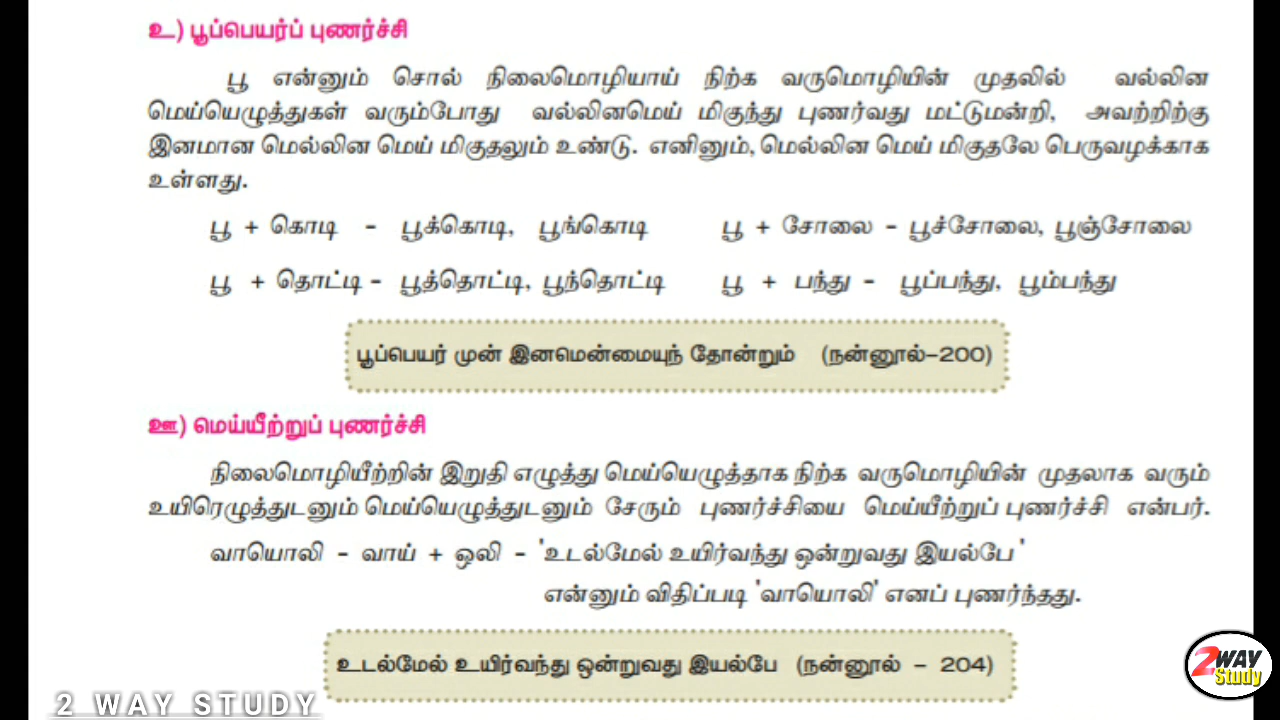 உ) பூப்பெயர்ப் புணர்ச்சி
பூ என்னும் சொல் நிலைமொழியாய் நிற்க வருமொழியின் முதலில் வல்லின
மெய்யெழுத்துகள் வரும்போது வல்லினமெய் மிகுந்து புணர்வது மட்டுமன்றி, அவற்றிற்கு
இனமான மெல்லின மெய் மிகுதலும் உண்டு. எனினும், மெல்லின மெய் மிகுதலே பெருவழக்காக
உள்ளது.
பூ + கொடி - பூக்கொடி, பூங்கொடி பூ + சோலை - பூச்சோலை, பூஞ்சோலை
பூ + தொட்டி - பூத்தொட்டி, பூந்தொட்டி பூ + பந்து - பூப்பந்து, பூம்பந்து
பூப்பெயர் முன் இனமென்மையுந் தோன்றும் (நன்னூல்-200)
ஊ) மெய்யீற்றுப் புணர்ச்சி
நிலைமொழியீற்றின் இறுதி எழுத்து மெய்யெழுத்தாக நிற்க வருமொழியின் முதலாக வரும்
உயிரெழுத்துடனும் மெய்யெழுத்துடனும் சேரும் புணர்ச்சியை மெய்யீற்றுப் புணர்ச்சி என்பர்.
வாயொலி - வாய் + ஒலி - 'உடல்மேல் உயிர்வந்து ஒன்றுவது இயல்பே'
என்னும் விதிப்படி 'வாயொலி' எனப் புணர்ந்தது.
உடல்மேல் உயிர்வந்து ஒன்றுவது இயல்பே (நன்னூல் - 204)
2 WAY STUDY
2 WAY
Study